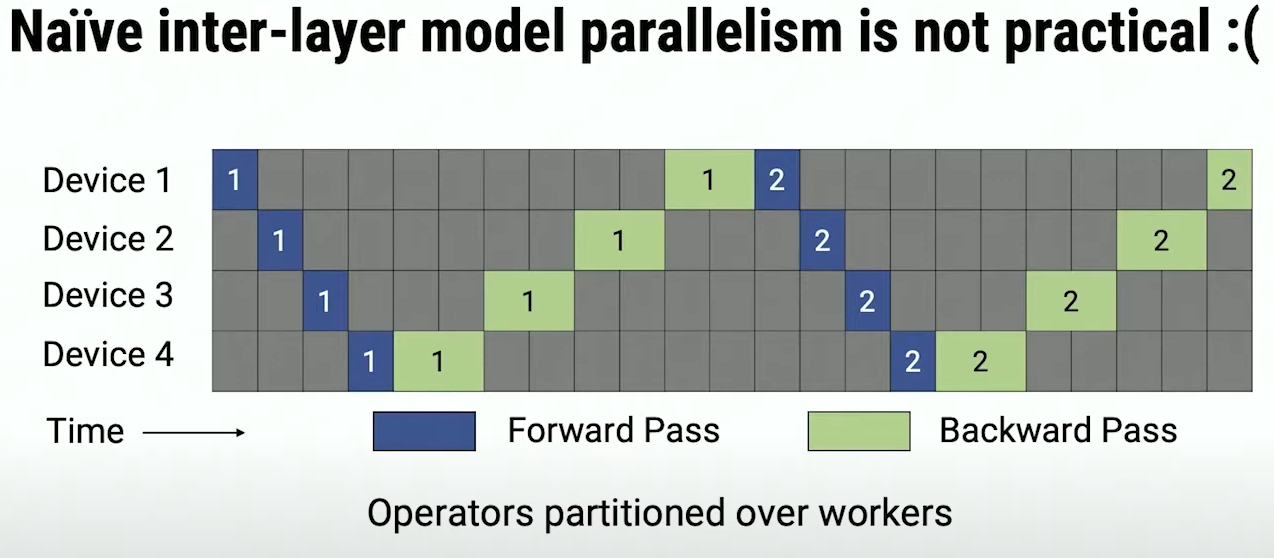 Naïve inter-layer model parallelism is not practical :(
Device 1 1 1 2 2
Device 2 1 1 2 2
Device 3 1 1 2 2
Device 4 1 1 2 2
Time Forward Pass Backward Pass
Operators partitioned over workers